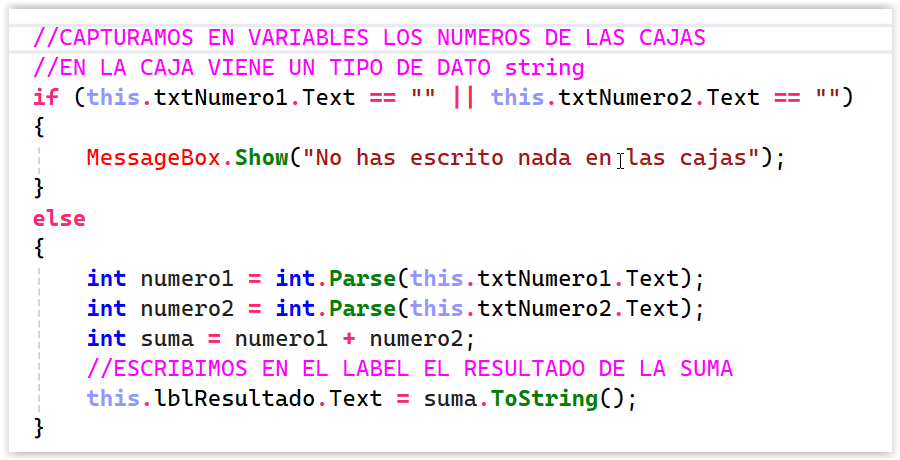 //CAPTURAMOS EN VARIABLES LOS NUMEROS DE LAS CAJAS
//EN LA CAJA VIENE UN TIPO DE DATO string
if (this.txtNumero1.Text == "" || this.txtNumero2.Text == "")
{
    MessageBox.Show("No has escrito nada en las cajas");
}
else
{
    int numero1 = int.Parse(this.txtNumero1.Text);
    int numero2 = int.Parse(this.txtNumero2.Text);
    int suma = numero1 + numero2;
    //ESCRIBIMOS EN EL LABEL EL RESULTADO DE LA SUMA
    this.lblResultado.Text = suma.ToString();
}